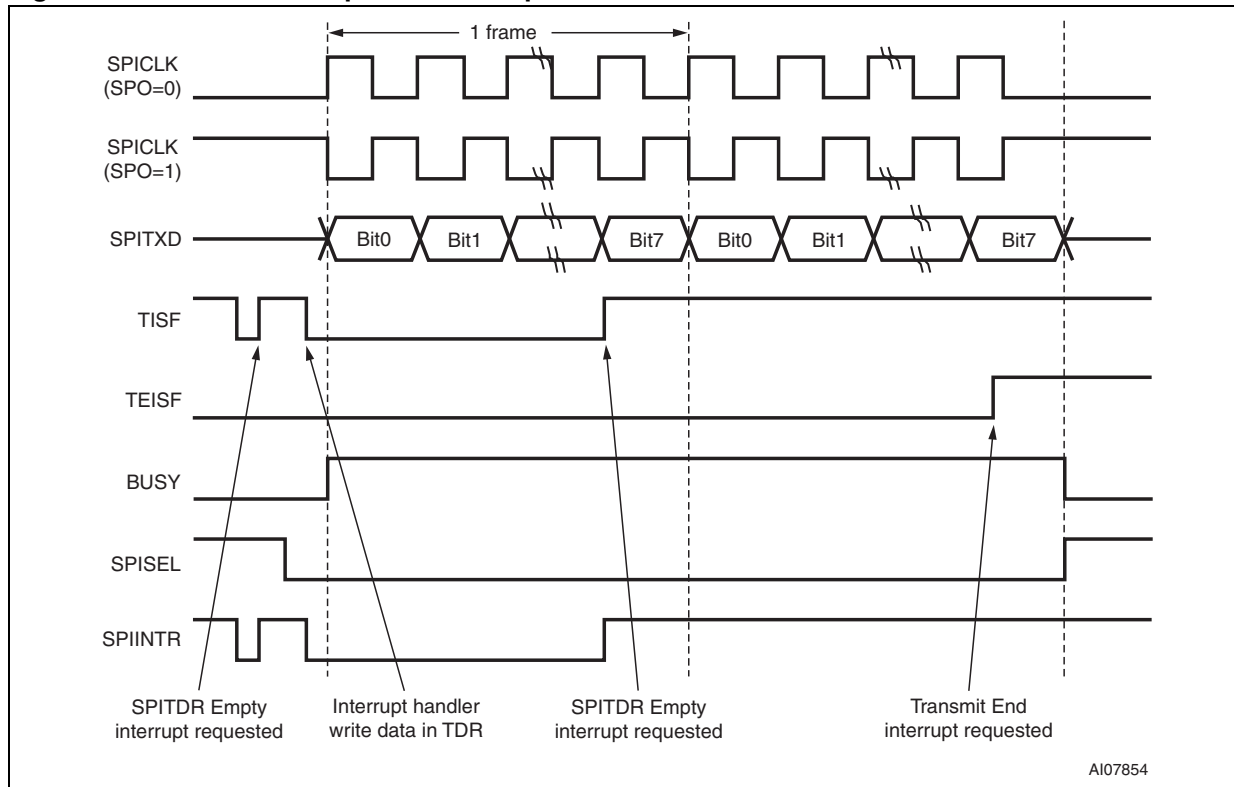 1 frame
SPICLK
(SPO=0)
SPICLK
(SPO=1)
SPITXD
Bit0
Bit1
Bit7
Bit0
Bit1
Bit7
TISF
TEISF
BUSY
SPISEL
SPIINTR
SPITDR Empty
interrupt requested
Interrupt handler
write data in TDR
SPITDR Empty
interrupt requested
Transmit End
interrupt requested
AI07854